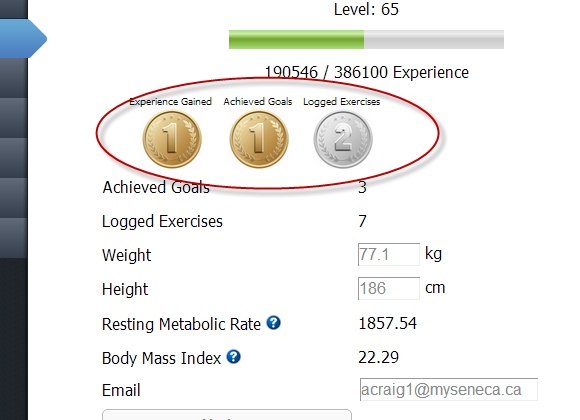 Level: 65
190546 / 386100 Experience
Experience Gained Achieved Goals Logged Exercises
1 1 2
Achieved Goals 3
Logged Exercises 7
Weight 77.1 kg
Height 186 cm
Resting Metabolic Rate ? 1857.54
Body Mass Index ? 22.29
Email acraig1@myseneca.ca